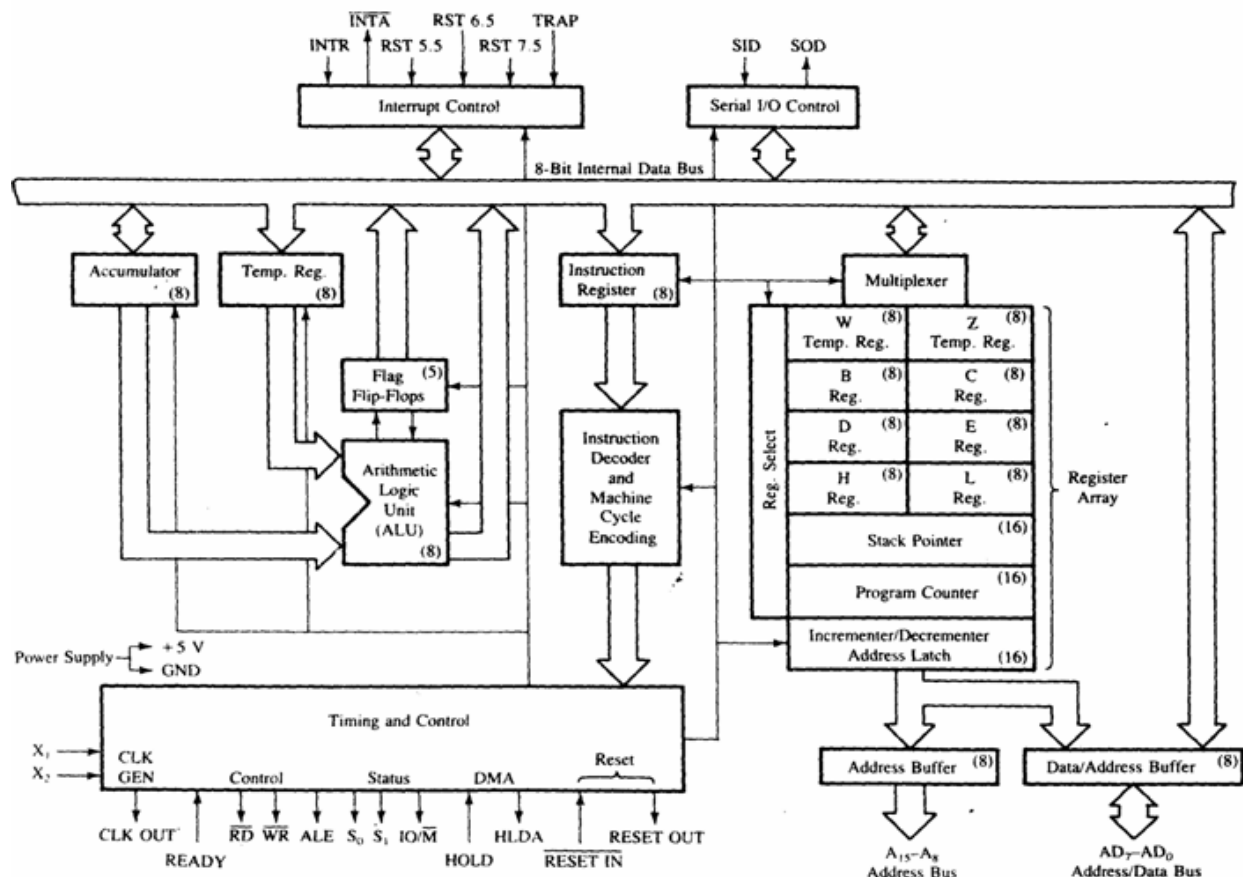 INTA RST 6.5 TRAP
INTR RST 5.5 RST 7.5
SID SOD
Interrupt Control
Serial I/O Control
8-Bit Internal Data Bus
Accumulator
(8)
Temp. Reg.
(8)
Instruction
Register
(8)
Multiplexer
W
Temp. Reg.
(8)
Z
Temp. Reg.
(8)
B
Reg.
(8)
C
Reg.
(8)
D
Reg.
(8)
E
Reg.
(8)
H
Reg.
(8)
L
Reg.
(8)
Stack Pointer
(16)
Program Counter
(16)
Incrementer/Decrementer
Address Latch
(16)
Reg. Select
Register
Array
Flag
Flip-Flops
(5)
Arithmetic
Logic
Unit
(ALU)
(8)
Instruction
Decoder
and
Machine
Cycle
Encoding
Power Supply
+5 V
GND
Timing and Control
X₁
X₂
CLK
GEN
Control
Status
DMA
Reset
CLK OUT
READY
RD
WR
ALE
S₀
S₁
IO/M
HOLD
HLDA
RESET IN
RESET OUT
Address Buffer
(8)
Data/Address Buffer
(8)
A₁₅–A₈
Address Bus
AD₇–AD₀
Address/Data Bus